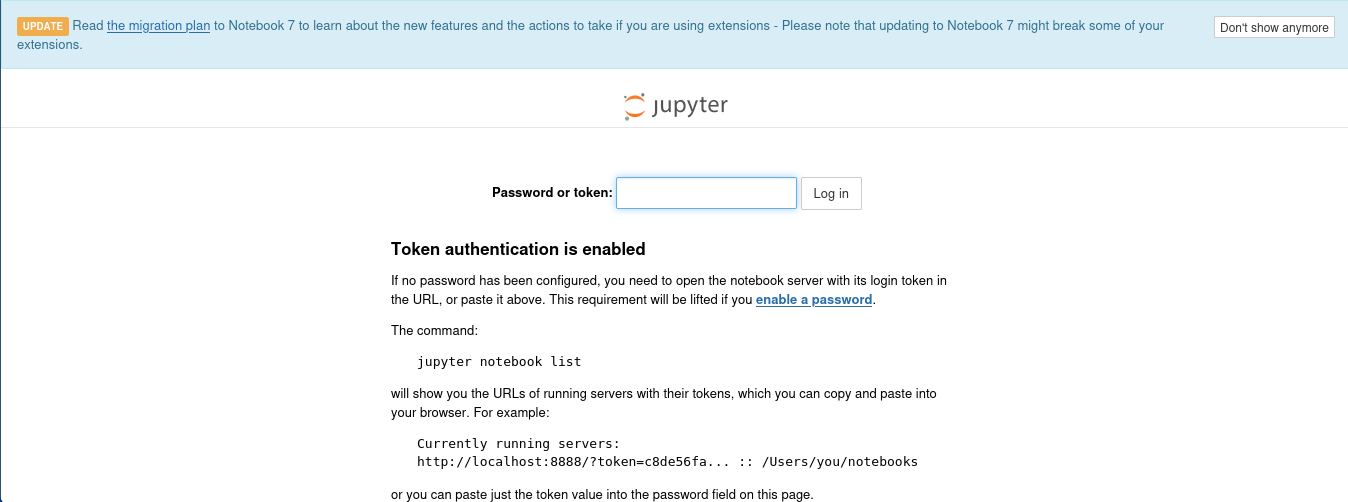 UPDATE Read the migration plan to Notebook 7 to learn about the new features and the actions to take if you are using extensions - Please note that updating to Notebook 7 might break some of your
extensions.
Don't show anymore
jupyter
Password or token:
Log in
Token authentication is enabled
If no password has been configured, you need to open the notebook server with its login token in
the URL, or paste it above. This requirement will be lifted if you enable a password.
The command:
jupyter notebook list
will show you the URLs of running servers with their tokens, which you can copy and paste into
your browser. For example:
Currently running servers:
http://localhost:8888/?token=c8de56fa... :: /Users/you/notebooks
or you can paste just the token value into the password field on this page.